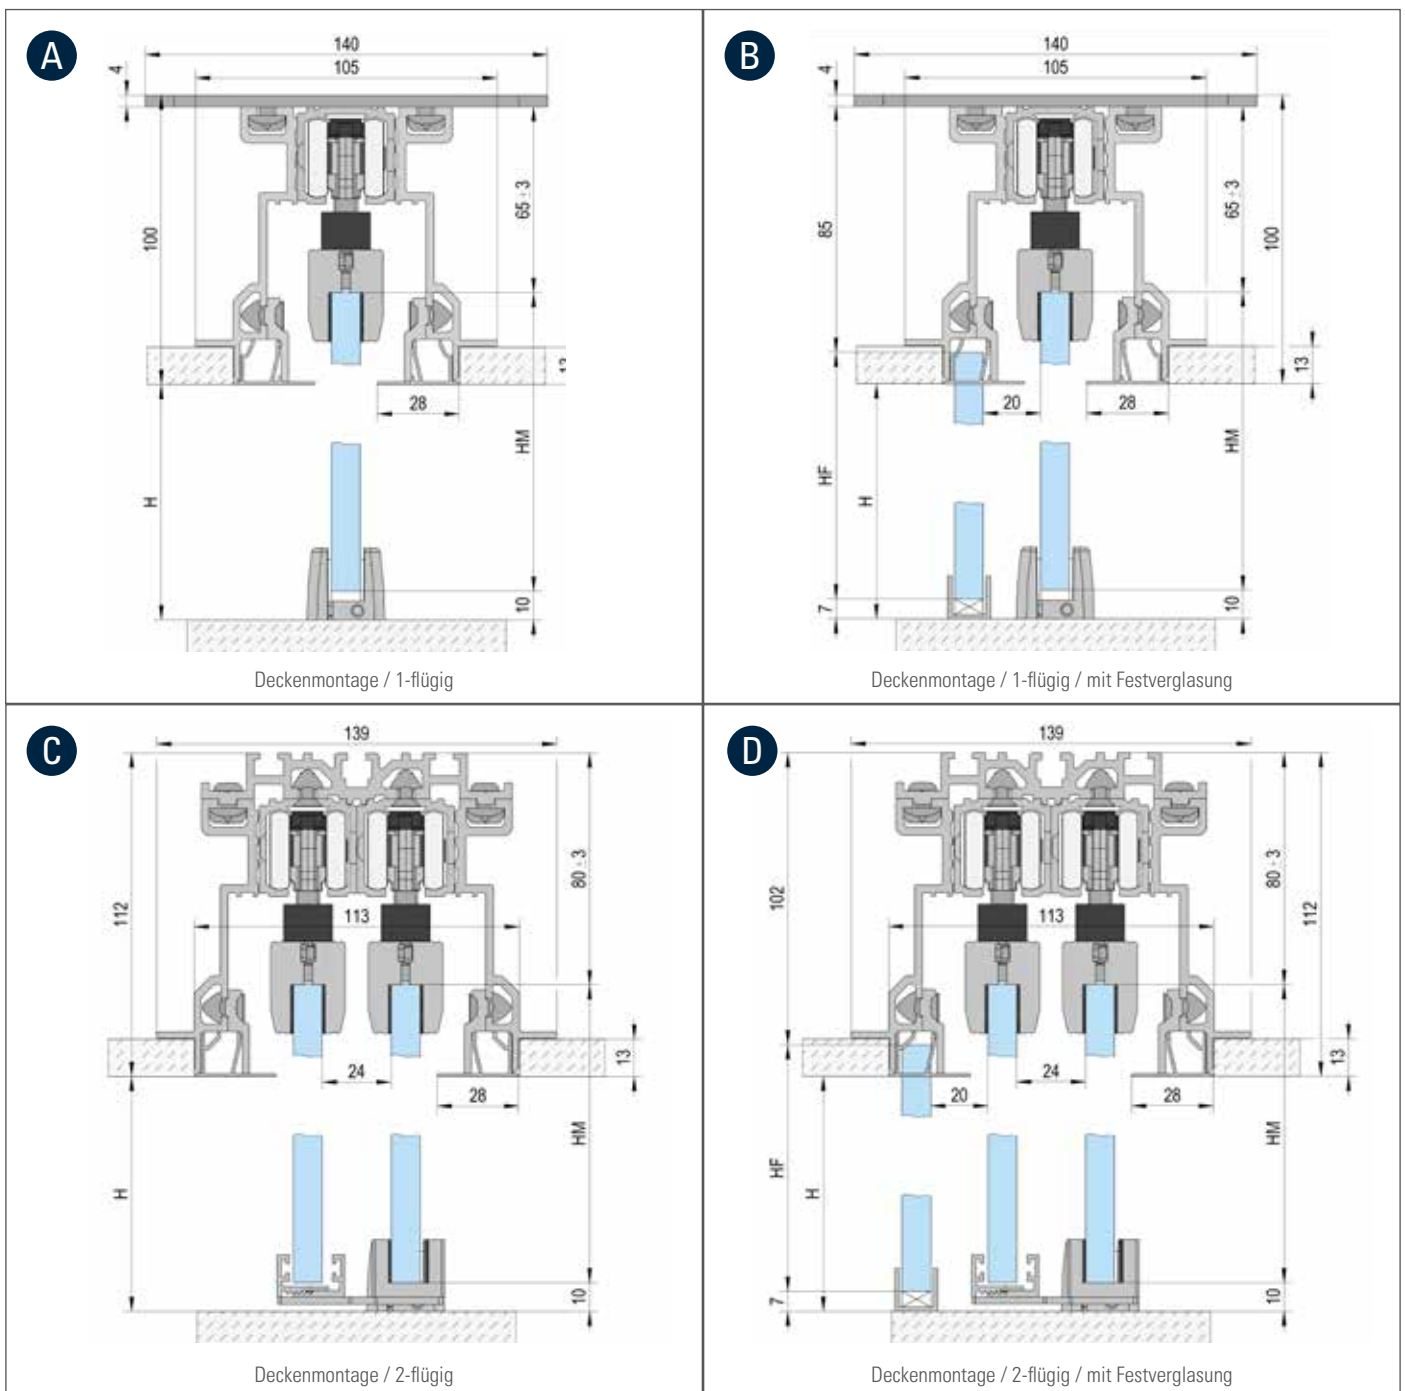 A
140
105
4
100
65 ± 3
13
28
HM
H
10
Deckenmontage / 1-flügig
B
140
105
4
85
65 ± 3
100
13
20
28
HF
H
HM
7
10
Deckenmontage / 1-flügig / mit Festverglasung
C
139
112
80 ± 3
113
13
24
28
HM
H
10
Deckenmontage / 2-flügig
D
139
102
80 ± 3
113
112
13
20
24
28
HF
H
HM
7
10
Deckenmontage / 2-flügig / mit Festverglasung